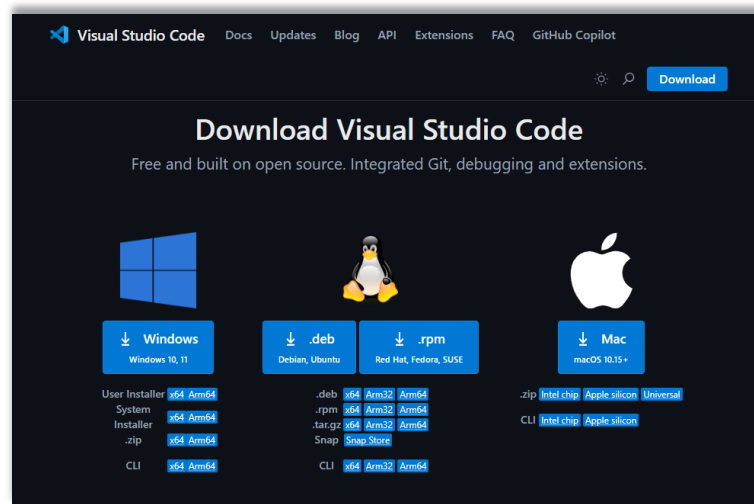 Visual Studio Code Docs Updates Blog API Extensions FAQ GitHub Copilot
Download
Download Visual Studio Code
Free and built on open source. Integrated Git, debugging and extensions.
Windows
Windows 10, 11
User Installer x64 Arm64
System Installer x64 Arm64
.zip x64 Arm64
CLI x64 Arm64
.deb
Debian, Ubuntu
.rpm
Red Hat, Fedora, SUSE
.deb x64 Arm32 Arm64
.rpm x64 Arm32 Arm64
.tar.gz x64 Arm32 Arm64
Snap Snap Store
CLI x64 Arm32 Arm64
Mac
macOS 10.15+
.zip Intel chip Apple silicon Universal
CLI Intel chip Apple silicon